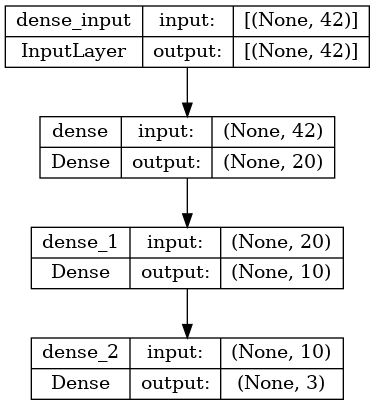 dense_input input: [(None, 42)]
InputLayer output: [(None, 42)]
dense input: (None, 42)
Dense output: (None, 20)
dense_1 input: (None, 20)
Dense output: (None, 10)
dense_2 input: (None, 10)
Dense output: (None, 3)